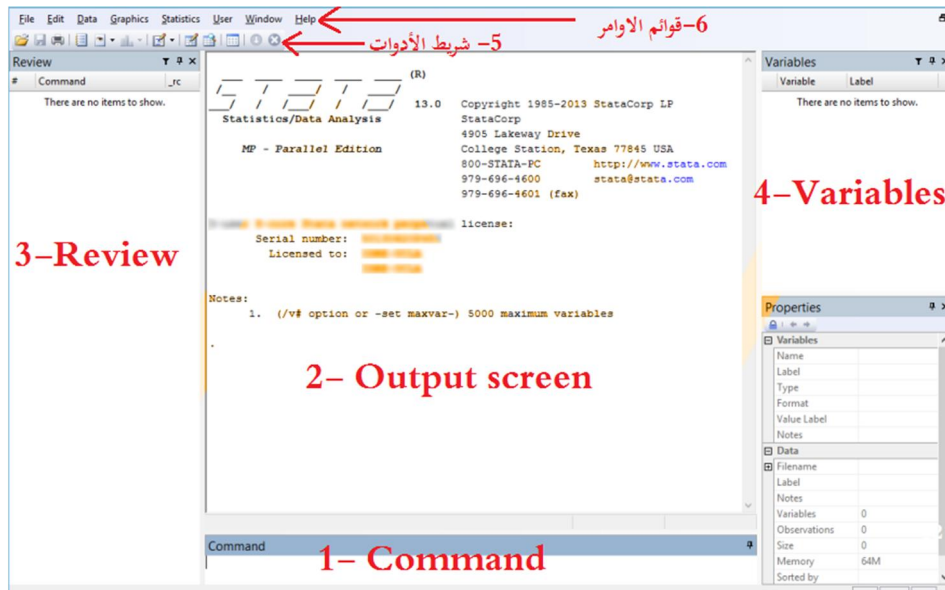 File Edit Data Graphics Statistics User Window Help
6-قوائم الاوامر
5- شريط الأدوات
Review
# Command _rc
There are no items to show.
3-Review
(R)
STATA 13.0 Copyright 1985-2013 StataCorp LP
Statistics/Data Analysis StataCorp
4905 Lakeway Drive
MP - Parallel Edition College Station, Texas 77845 USA
800-STATA-PC http://www.stata.com
979-696-4600 stata@stata.com
979-696-4601 (fax)
Stata network perpetual license:
Serial number:
Licensed to:
Notes:
1. (/v# option or -set maxvar-) 5000 maximum variables
.
2- Output screen
Command
1- Command
Variables
Variable Label
There are no items to show.
4-Variables
Properties
Variables
Name
Label
Type
Format
Value Label
Notes
Data
Filename
Label
Notes
Variables 0
Observations 0
Size 0
Memory 64M
Sorted by